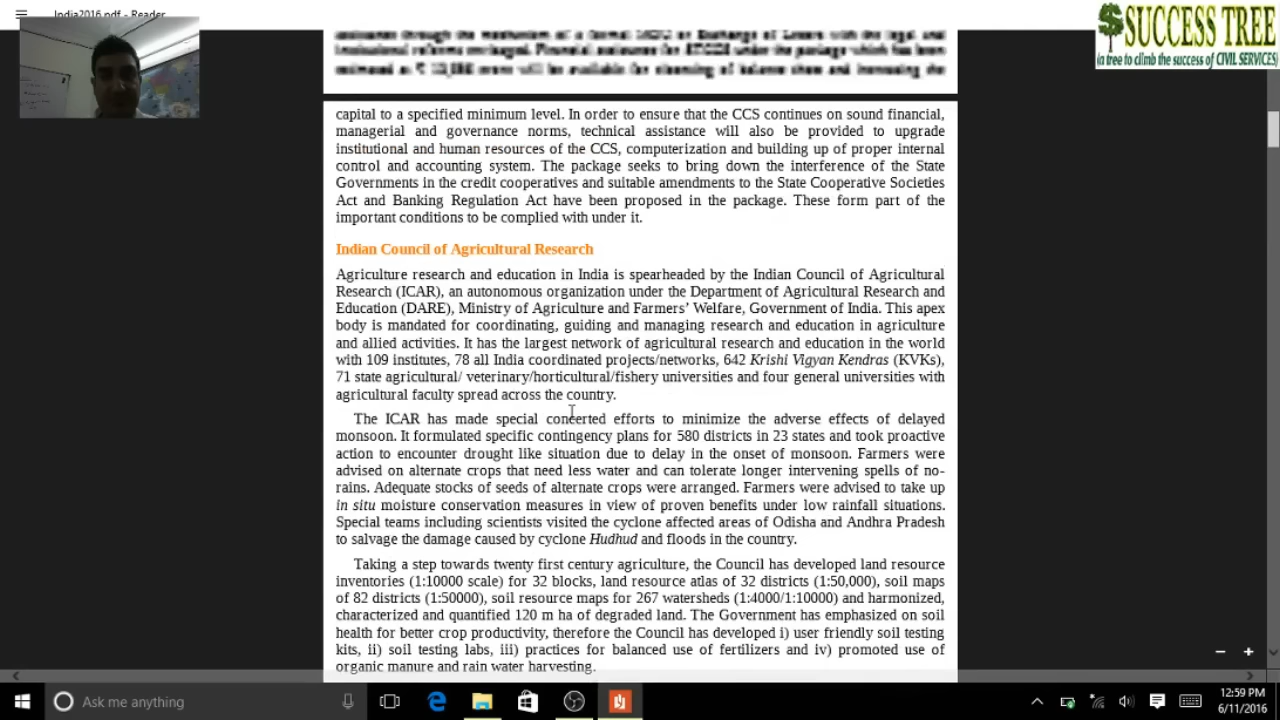 India2016.pdf - Reader
SUCCESS TREE
(a tree to climb the success of CIVIL SERVICES)
capital to a specified minimum level. In order to ensure that the CCS continues on sound financial,
managerial and governance norms, technical assistance will also be provided to upgrade
institutional and human resources of the CCS, computerization and building up of proper internal
control and accounting system. The package seeks to bring down the interference of the State
Governments in the credit cooperatives and suitable amendments to the State Cooperative Societies
Act and Banking Regulation Act have been proposed in the package. These form part of the
important conditions to be complied with under it.
Indian Council of Agricultural Research
Agriculture research and education in India is spearheaded by the Indian Council of Agricultural
Research (ICAR), an autonomous organization under the Department of Agricultural Research and
Education (DARE), Ministry of Agriculture and Farmers’ Welfare, Government of India. This apex
body is mandated for coordinating, guiding and managing research and education in agriculture
and allied activities. It has the largest network of agricultural research and education in the world
with 109 institutes, 78 all India coordinated projects/networks, 642 Krishi Vigyan Kendras (KVKs),
71 state agricultural/ veterinary/horticultural/fishery universities and four general universities with
agricultural faculty spread across the country.
The ICAR has made special concerted efforts to minimize the adverse effects of delayed
monsoon. It formulated specific contingency plans for 580 districts in 23 states and took proactive
action to encounter drought like situation due to delay in the onset of monsoon. Farmers were
advised on alternate crops that need less water and can tolerate longer intervening spells of no-
rains. Adequate stocks of seeds of alternate crops were arranged. Farmers were advised to take up
in situ moisture conservation measures in view of proven benefits under low rainfall situations.
Special teams including scientists visited the cyclone affected areas of Odisha and Andhra Pradesh
to salvage the damage caused by cyclone Hudhud and floods in the country.
Taking a step towards twenty first century agriculture, the Council has developed land resource
inventories (1:10000 scale) for 32 blocks, land resource atlas of 32 districts (1:50,000), soil maps
of 82 districts (1:50000), soil resource maps for 267 watersheds (1:4000/1:10000) and harmonized,
characterized and quantified 120 m ha of degraded land. The Government has emphasized on soil
health for better crop productivity, therefore the Council has developed i) user friendly soil testing
kits, ii) soil testing labs, iii) practices for balanced use of fertilizers and iv) promoted use of
organic manure and rain water harvesting.
Ask me anything
12:59 PM
6/11/2016